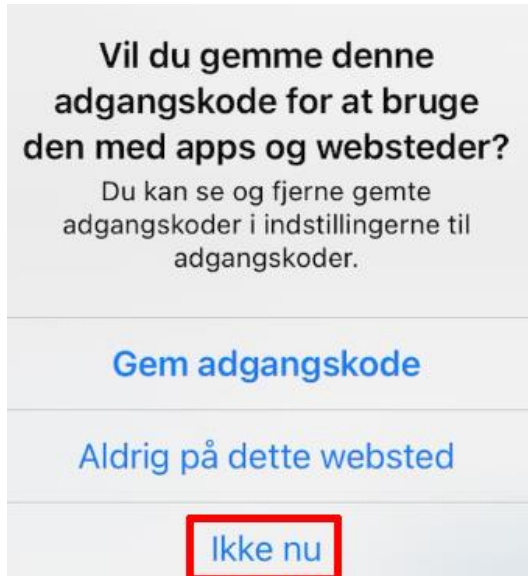 Vil du gemme denne
adgangskode for at bruge
den med apps og websteder?
Du kan se og fjerne gemte
adgangskoder i indstillingerne til
adgangskoder.
Gem adgangskode
Aldrig på dette websted
Ikke nu